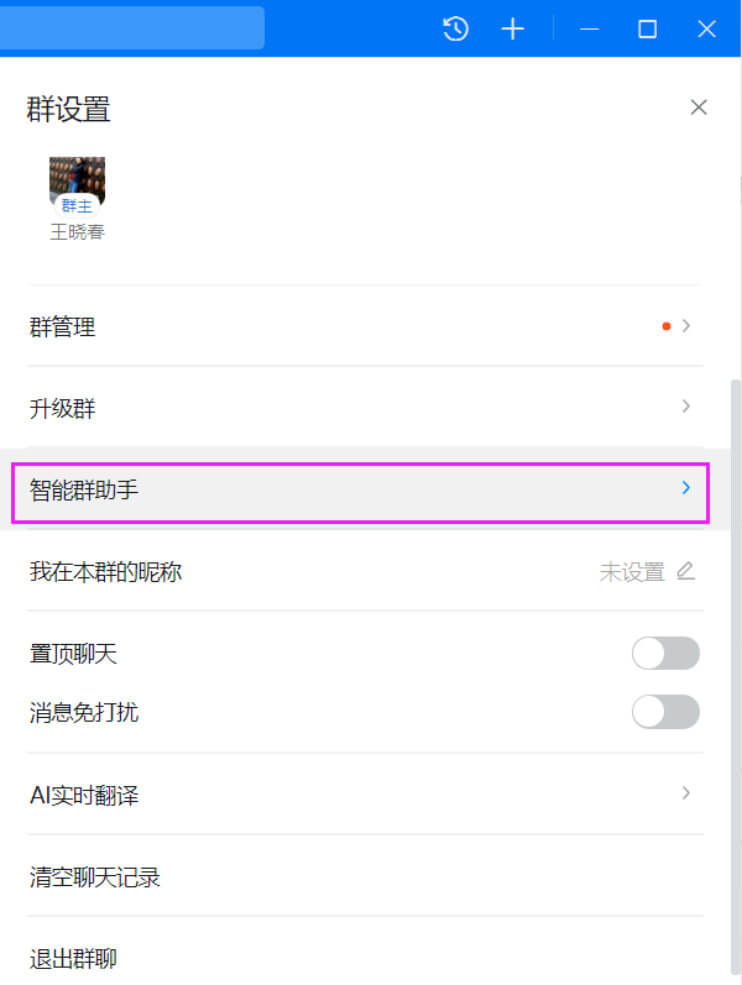 群设置
群主
王晓春
群管理
升级群
智能群助手
我在本群的昵称 未设置
置顶聊天
消息免打扰
AI实时翻译
清空聊天记录
退出群聊